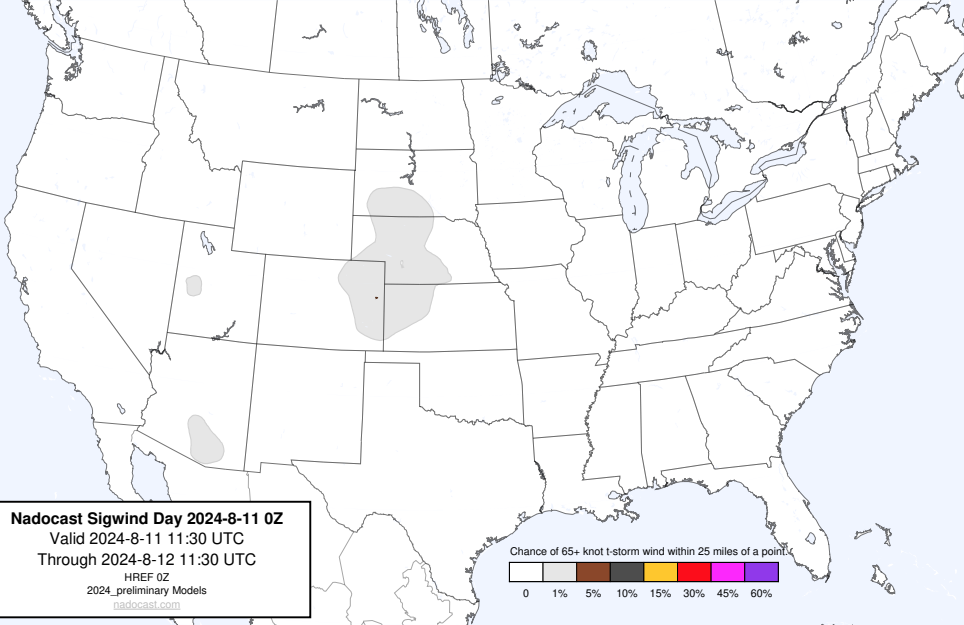 Nadocast Sigwind Day 2024-8-11 0Z
Valid 2024-8-11 11:30 UTC
Through 2024-8-12 11:30 UTC
HREF 0Z
2024_preliminary Models
nadocast.com
Chance of 65+ knot t-storm wind within 25 miles of a point.
0 1% 5% 10% 15% 30% 45% 60%